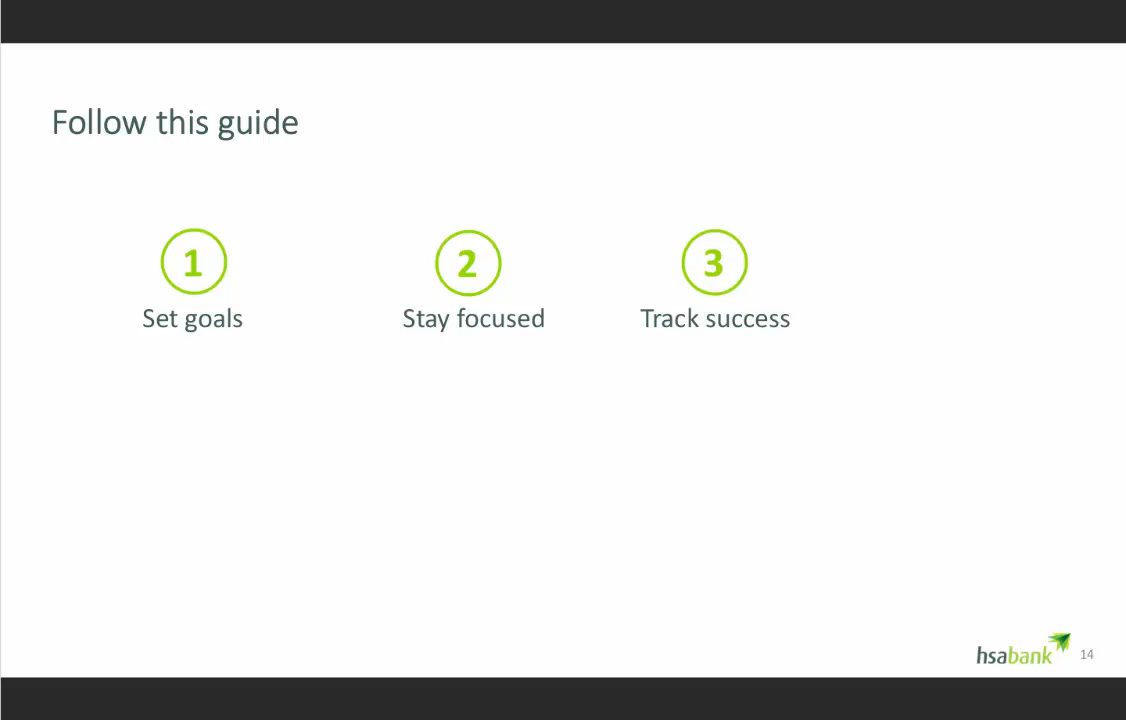 Follow this guide
1
2
3
Set goals
Stay focused
Track success
hsabank
14